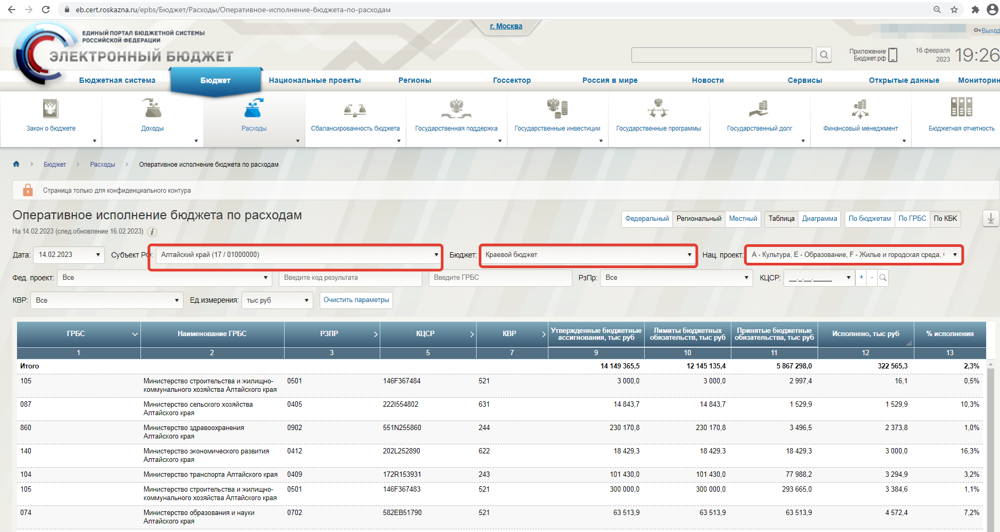 eb.cert.roskazna.ru/epbs/Бюджет/Расходы/Оперативное-исполнение-бюджета-по-расходам
г. Москва
Выход
ЕДИНЫЙ ПОРТАЛ БЮДЖЕТНОЙ СИСТЕМЫ
РОССИЙСКОЙ ФЕДЕРАЦИИ
ЭЛЕКТРОННЫЙ БЮДЖЕТ
Приложение
Бюджет.рф
16 февраля
2023
19:26
Бюджетная система
Бюджет
Национальные проекты
Регионы
Госсектор
Россия в мире
Новости
Сервисы
Открытые данные
Мониторин
Закон о бюджете
Доходы
Расходы
Сбалансированность бюджета
Государственная поддержка
Государственные инвестиции
Государственные программы
Государственный долг
Финансовый менеджмент
Бюджетная отчетность
Бюджет > Расходы > Оперативное исполнение бюджета по расходам
Страница только для конфиденциального контура
Оперативное исполнение бюджета по расходам
Федеральный Региональный Местный Таблица Диаграмма По бюджетам По ГРБС По КБК
На 14.02.2023 (след.обновление 16.02.2023) i
Дата: 14.02.2023 Субъект РФ: Алтайский край (17 / 01000000) Бюджет: Краевой бюджет Нац. проект: А - Культура, Е - Образование, F - Жилье и городская среда,
Фед. проект: Все Введите код результата Введите ГРБС РзПр: Все КЦСР: __._.__._____ + -
КВР: Все Ед.измерения: тыс руб Очистить параметры
ГРБС Наименование ГРБС РЗПР КЦСР КВР Утвержденные бюджетные ассигнования, тыс руб Лимиты бюджетных обязательств, тыс руб Принятые бюджетные обязательства, тыс руб Исполнено, тыс руб % исполнения
1 2 3 5 7 9 10 11 12 13
Итого 14 149 365,5 12 145 135,4 5 867 298,0 322 565,3 2,3%
105 Министерство строительства и жилищно- 0501 146F367484 521 3 000,0 3 000,0 2 997,4 16,1 0,5%
коммунального хозяйства Алтайского края
087 Министерство сельского хозяйства 0405 222I554802 631 14 843,7 14 843,7 1 529,9 1 529,9 10,3%
Алтайского края
860 Министерство здравоохранения 0902 551N255860 244 230 170,8 230 170,8 3 496,5 2 373,8 1,0%
Алтайского края
140 Министерство экономического развития 0412 202L252890 622 18 429,3 18 429,3 18 429,3 3 000,0 16,3%
Алтайского края
104 Министерство транспорта Алтайского края 0409 172R153931 243 101 430,0 101 430,0 77 988,2 3 294,9 3,2%
105 Министерство строительства и жилищно- 0501 146F367483 521 300 000,0 300 000,0 293 665,0 3 384,6 1,1%
коммунального хозяйства Алтайского края
074 Министерство образования и науки 0702 582EB51790 521 63 513,9 63 513,9 63 513,9 4 572,4 7,2%
Алтайского края